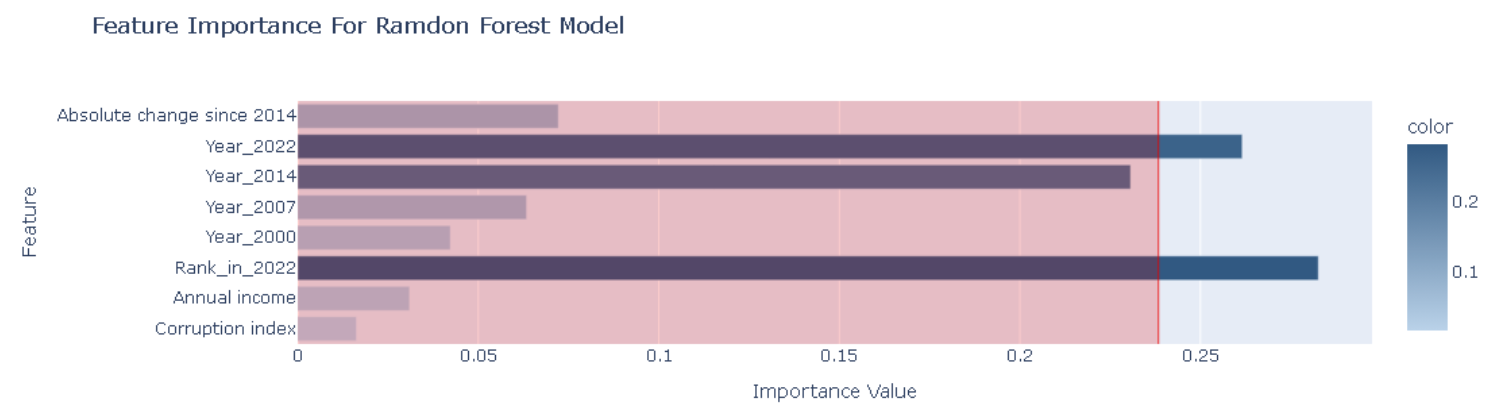 Feature Importance For Ramdon Forest Model
Absolute change since 2014
Year_2022
Year_2014
Year_2007
Year_2000
Rank_in_2022
Annual income
Corruption index
Feature
0 0.05 0.1 0.15 0.2 0.25
Importance Value
color
0.2
0.1